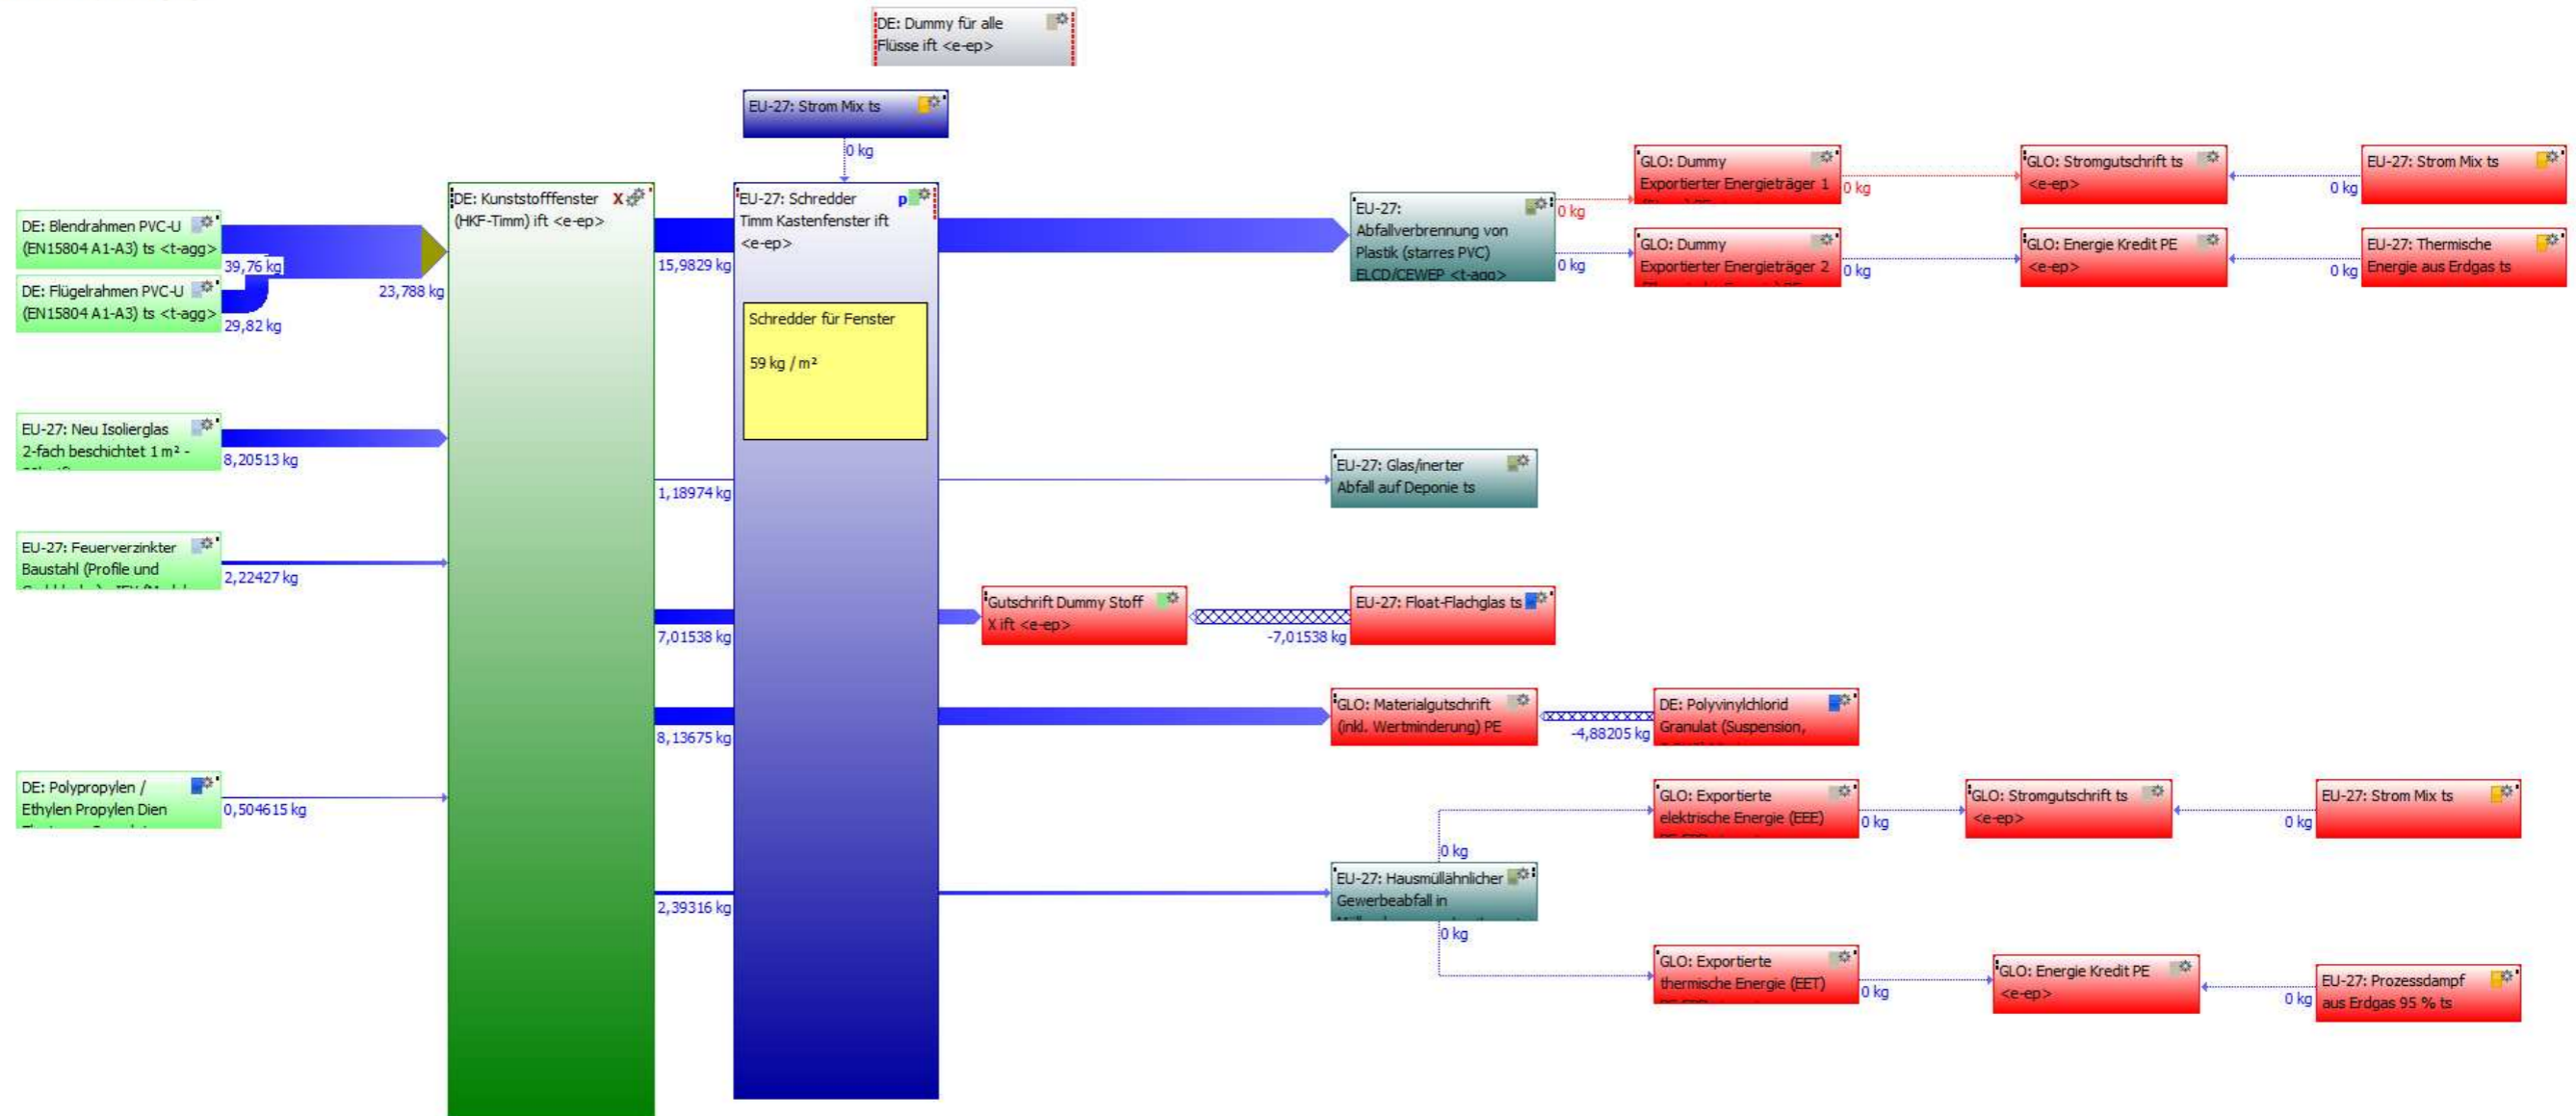 DE: Dummy für alle
Flüsse ift <e-ep>
EU-27: Strom Mix ts
0 kg
DE: Blendrahmen PVC-U
(EN15804 A1-A3) ts <t-agg>
39,76 kg
DE: Flügelrahmen PVC-U
(EN15804 A1-A3) ts <t-agg>
29,82 kg
23,788 kg
EU-27: Neu Isolierglas
2-fach beschichtet 1 m² -
8,20513 kg
EU-27: Feuerverzinkter
Baustahl (Profile und
2,22427 kg
DE: Polypropylen /
Ethylen Propylen Dien
0,504615 kg
DE: Kunststofffenster X
(HKF-Timm) ift <e-ep>
15,9829 kg
1,18974 kg
7,01538 kg
8,13675 kg
2,39316 kg
EU-27: Schredder p
Timm Kastenfenster ift
<e-ep>
Schredder für Fenster
59 kg / m²
EU-27:
Abfallverbrennung von
Plastik (starres PVC)
ELCD/CEWEP <t-agg>
0 kg
0 kg
GLO: Dummy
Exportierter Energieträger 1
0 kg
GLO: Stromgutschrift ts
<e-ep>
0 kg
EU-27: Strom Mix ts
GLO: Dummy
Exportierter Energieträger 2
0 kg
GLO: Energie Kredit PE
<e-ep>
0 kg
EU-27: Thermische
Energie aus Erdgas ts
EU-27: Glas/inerter
Abfall auf Deponie ts
Gutschrift Dummy Stoff
X ift <e-ep>
-7,01538 kg
EU-27: Float-Flachglas ts
GLO: Materialgutschrift
(inkl. Wertminderung) PE
-4,88205 kg
DE: Polyvinylchlorid
Granulat (Suspension,
EU-27: Hausmüllähnlicher
Gewerbeabfall in
0 kg
0 kg
GLO: Exportierte
elektrische Energie (EEE)
0 kg
GLO: Stromgutschrift ts
<e-ep>
0 kg
EU-27: Strom Mix ts
GLO: Exportierte
thermische Energie (EET)
0 kg
GLO: Energie Kredit PE
<e-ep>
0 kg
EU-27: Prozessdampf
aus Erdgas 95 % ts